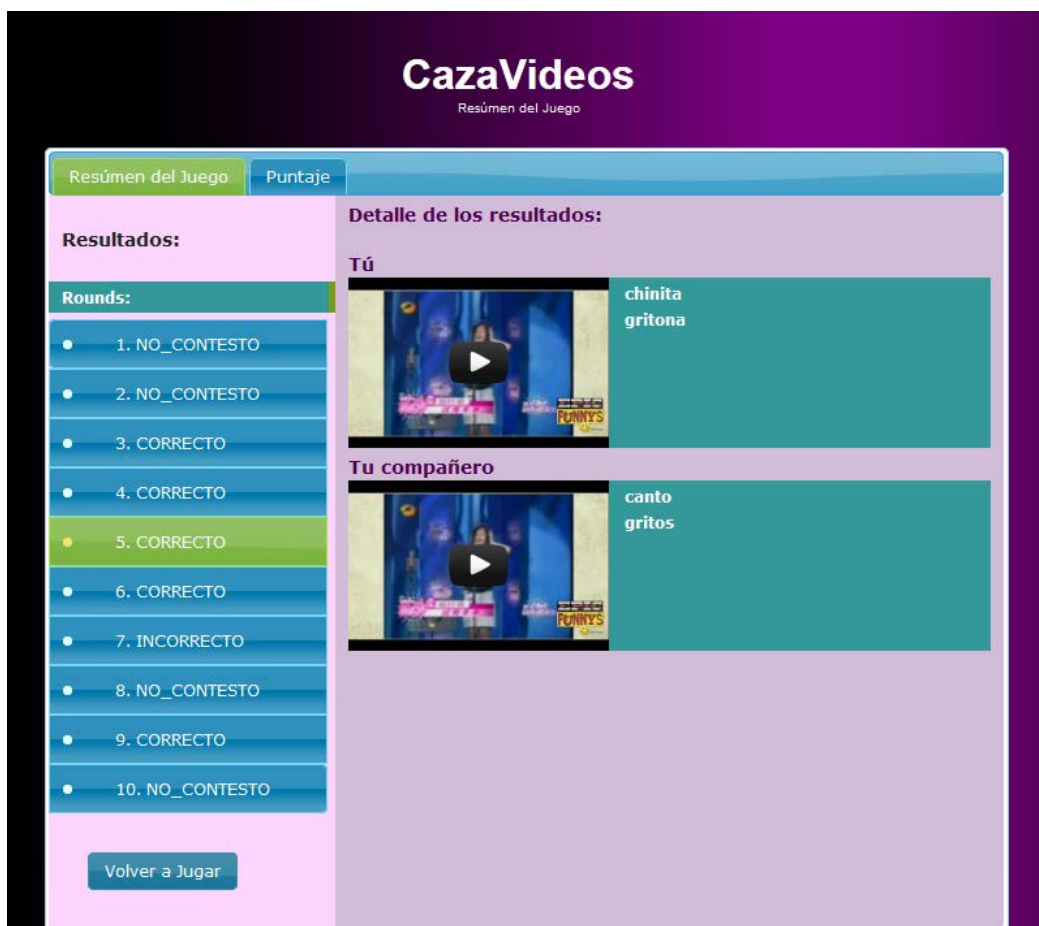 CazaVideos
Resúmen del Juego
Resúmen del Juego
Puntaje
Resultados:
Rounds:
1. NO_CONTESTO
2. NO_CONTESTO
3. CORRECTO
4. CORRECTO
5. CORRECTO
6. CORRECTO
7. INCORRECTO
8. NO_CONTESTO
9. CORRECTO
10. NO_CONTESTO
Volver a Jugar
Detalle de los resultados:
Tú
chinita
gritona
FUNNYS
Tu compañero
canto
gritos
FUNNYS